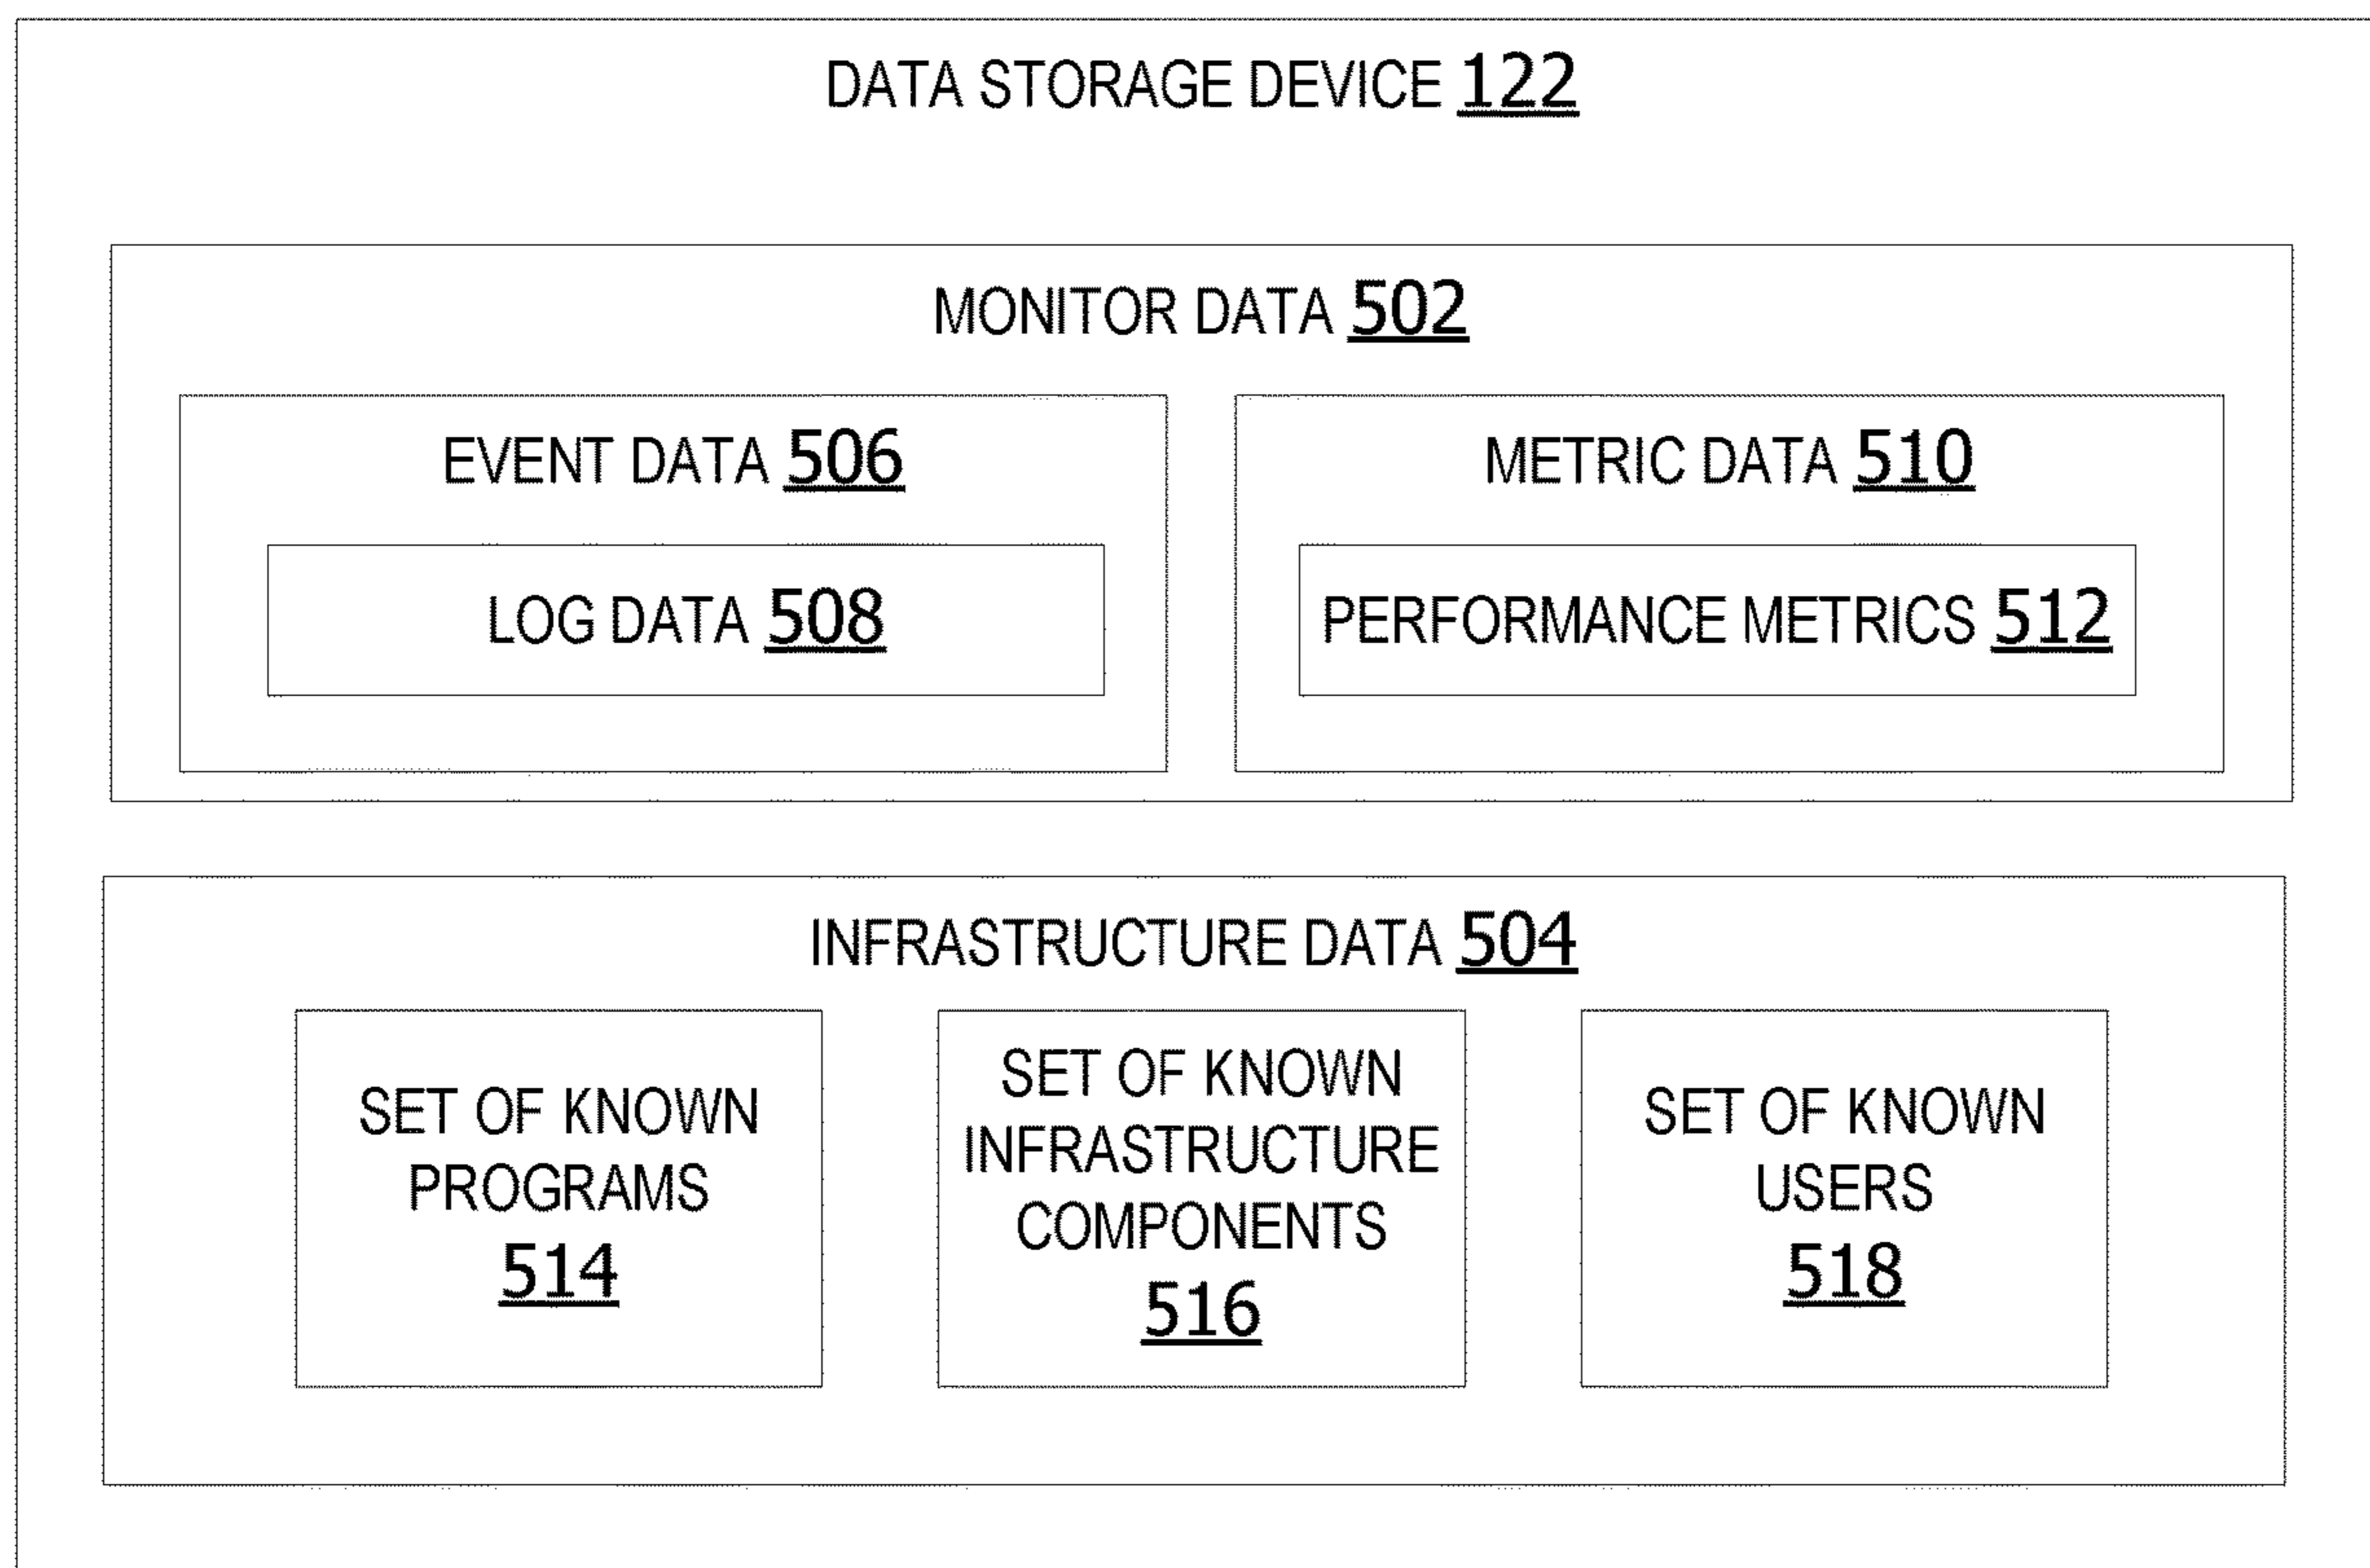 DATA STORAGE DEVICE 122
MONITOR DATA 502
EVENT DATA 506
LOG DATA 508
METRIC DATA 510
PERFORMANCE METRICS 512
INFRASTRUCTURE DATA 504
SET OF KNOWN
PROGRAMS
514
SET OF KNOWN
INFRASTRUCTURE
COMPONENTS
516
SET OF KNOWN
USERS
518